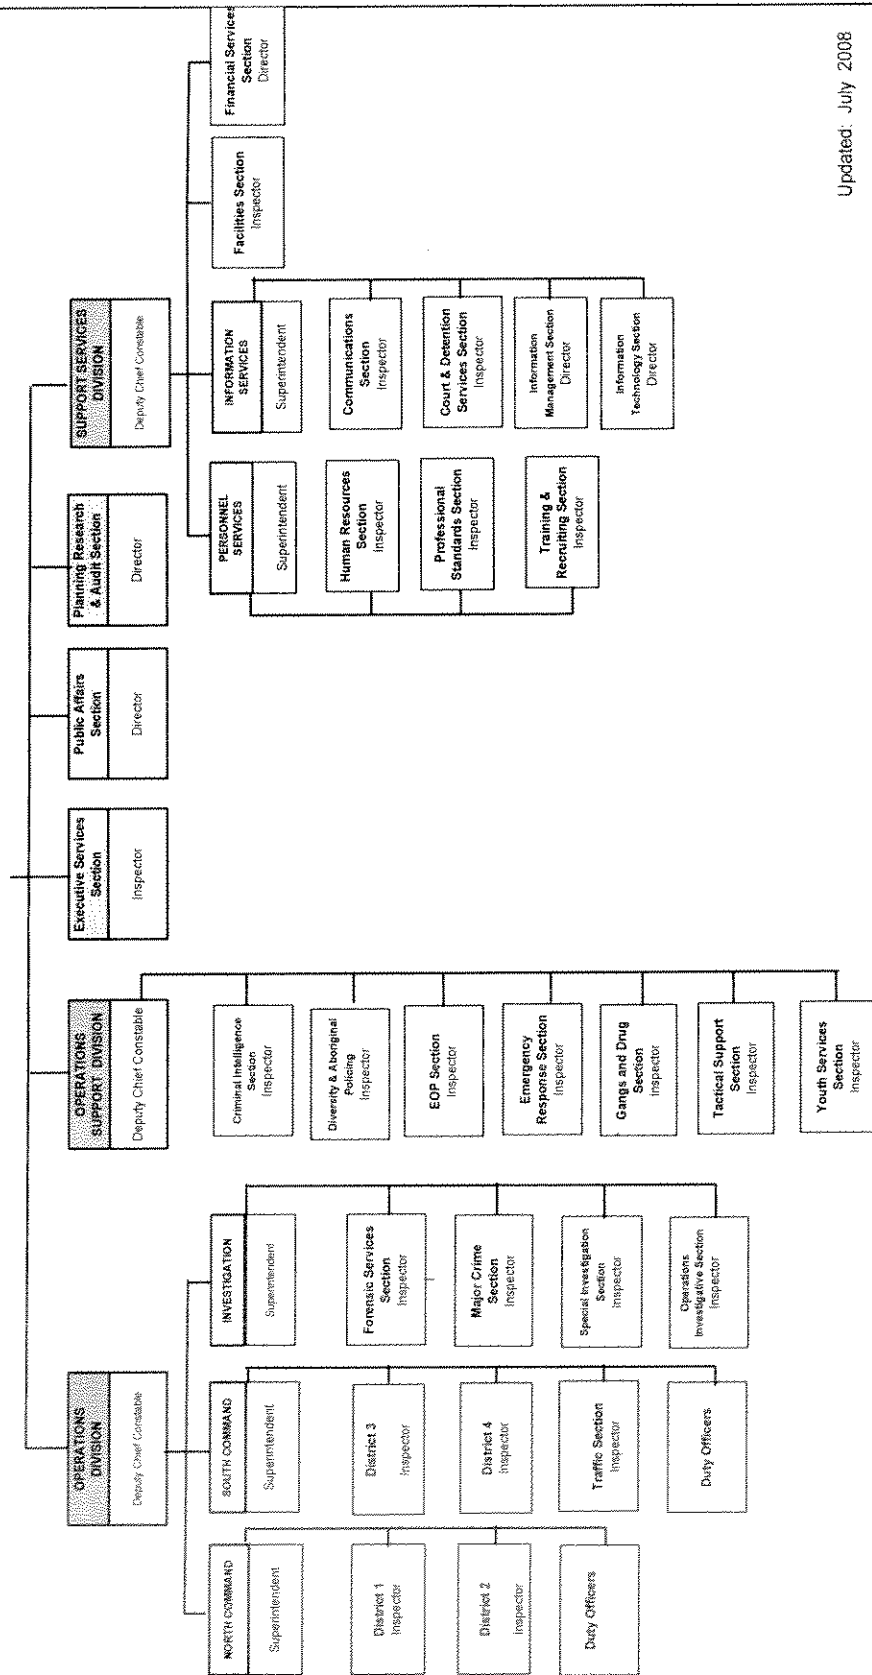 OPERATIONS
DIVISION
Deputy Chief Constable
OPERATIONS
SUPPORT DIVISION
Deputy Chief Constable
Executive Services
Section
Inspector
Public Affairs
Section
Director
Planning Research
& Audit Section
Director
SUPPORT SERVICES
DIVISION
Deputy Chief Constable
NORTH COMMAND
Superintendent
District 1
Inspector
District 2
Inspector
Duty Officers
SOUTH COMMAND
Superintendent
District 3
Inspector
District 4
Inspector
Traffic Section
Inspector
Duty Officers
INVESTIGATION
Superintendent
Forensic Services
Section
Inspector
Major Crime
Section
Inspector
Special Investigation
Section
Inspector
Operations
Investigative Section
Inspector
Criminal Intelligence
Section
Inspector
Diversity & Aboriginal
Policing
Inspector
EOP Section
Inspector
Emergency
Response Section
Inspector
Gangs and Drug
Section
Inspector
Tactical Support
Section
Inspector
Youth Services
Section
Inspector
PERSONNEL
SERVICES
Superintendent
Human Resources
Section
Inspector
Professional
Standards Section
Inspector
Training &
Recruiting Section
Inspector
INFORMATION
SERVICES
Superintendent
Communications
Section
Inspector
Court & Detention
Services Section
Inspector
Information
Management Section
Director
Information
Technology Section
Director
Facilities Section
Inspector
Financial Services
Section
Director
Updated: July 2008